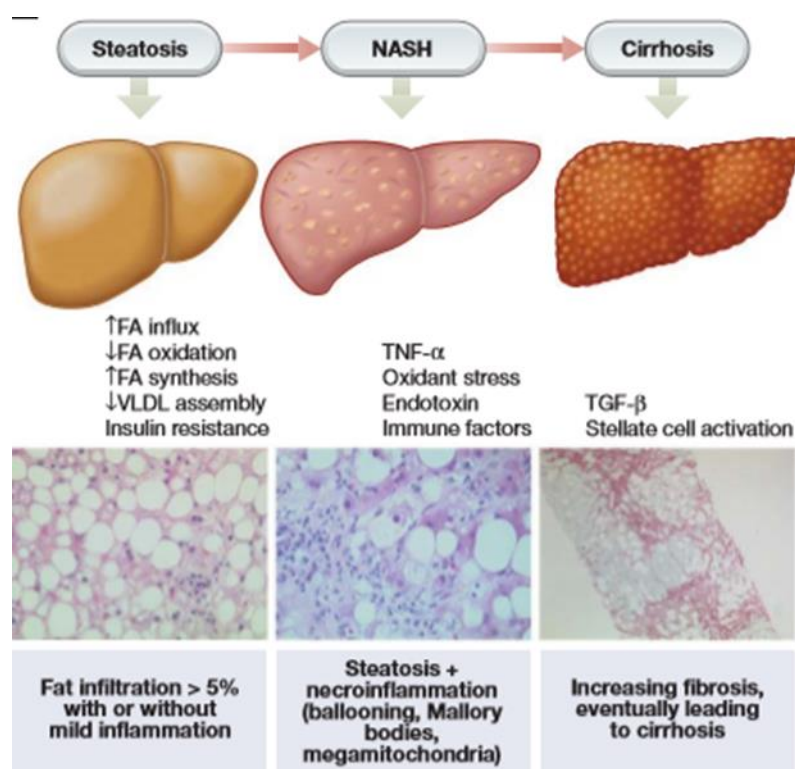 Steatosis
NASH
Cirrhosis
↑FA influx
↓FA oxidation
↑FA synthesis
↓VLDL assembly
Insulin resistance
TNF-α
Oxidant stress
Endotoxin
Immune factors
TGF-β
Stellate cell activation
Fat infiltration > 5%
with or without
mild inflammation
Steatosis +
necroinflammation
(ballooning, Mallory
bodies,
megamitochondria)
Increasing fibrosis,
eventually leading
to cirrhosis